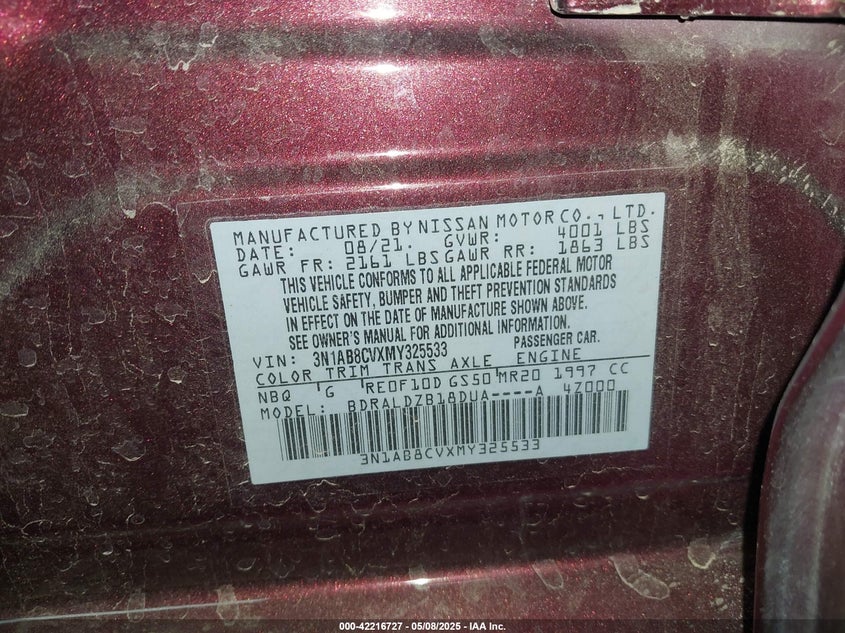 MANUFACTURED BY NISSAN MOTOR CO., LTD.
DATE: 08/21. GVWR: 4001 LBS
GAWR FR: 2161 LBS GAWR RR: 1863 LBS
THIS VEHICLE CONFORMS TO ALL APPLICABLE FEDERAL MOTOR
VEHICLE SAFETY, BUMPER AND THEFT PREVENTION STANDARDS
IN EFFECT ON THE DATE OF MANUFACTURE SHOWN ABOVE.
SEE OWNER'S MANUAL FOR ADDITIONAL INFORMATION.
VIN: 3N1AB8CVXMY325533 PASSENGER CAR.
COLOR TRIM TRANS AXLE ENGINE
NBQ G RE0F10D GS50 MR20 1997 CC
MODEL: BDRALDZB18DUA----A 4Z000
3N1AB8CVXMY325533
000-42216727 - 05/08/2025 - IAA Inc.